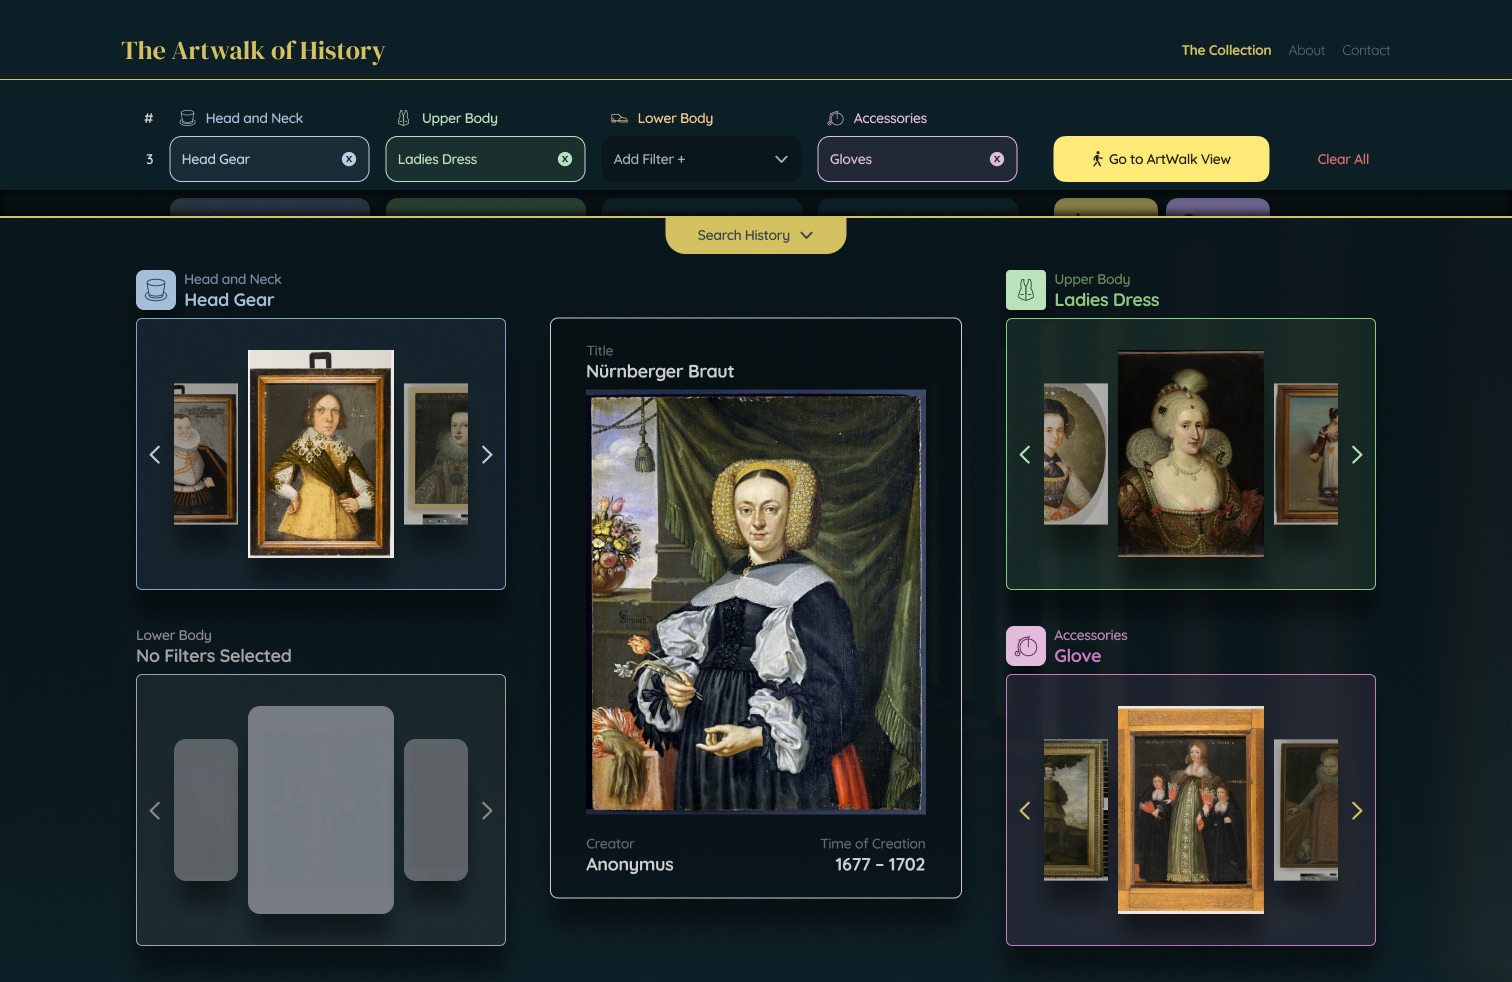 The Artwalk of History
The Collection About Contact
# Head and Neck Upper Body Lower Body Accessories
3 Head Gear x Ladies Dress x Add Filter + Gloves x Go to ArtWalk View Clear All
Search History
Head and Neck
Head Gear
Upper Body
Ladies Dress
Title
Nürnberger Braut
Lower Body
No Filters Selected
Accessories
Glove
Creator
Anonymus
Time of Creation
1677 – 1702